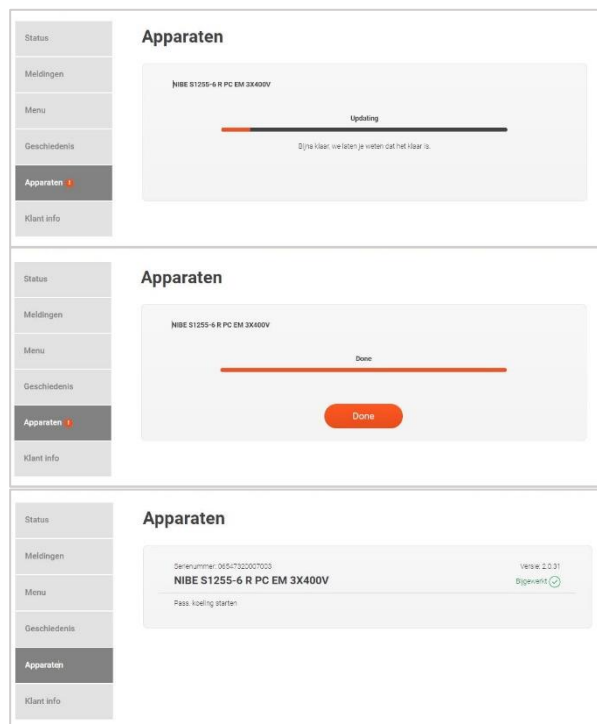 Status
Meldingen
Menu
Geschiedenis
Apparaten !
Klant info
Apparaten
NIBE S1255-6 R PC EM 3X400V
Updating
Bijna klaar, we laten je weten dat het klaar is.
Status
Meldingen
Menu
Geschiedenis
Apparaten !
Klant info
Apparaten
NIBE S1255-6 R PC EM 3X400V
Done
Done
Status
Meldingen
Menu
Geschiedenis
Apparaten
Klant info
Apparaten
Serienummer: 06547320007003
Versie: 2.0.31
NIBE S1255-6 R PC EM 3X400V
Bijgewerkt
Pass. koeling starten